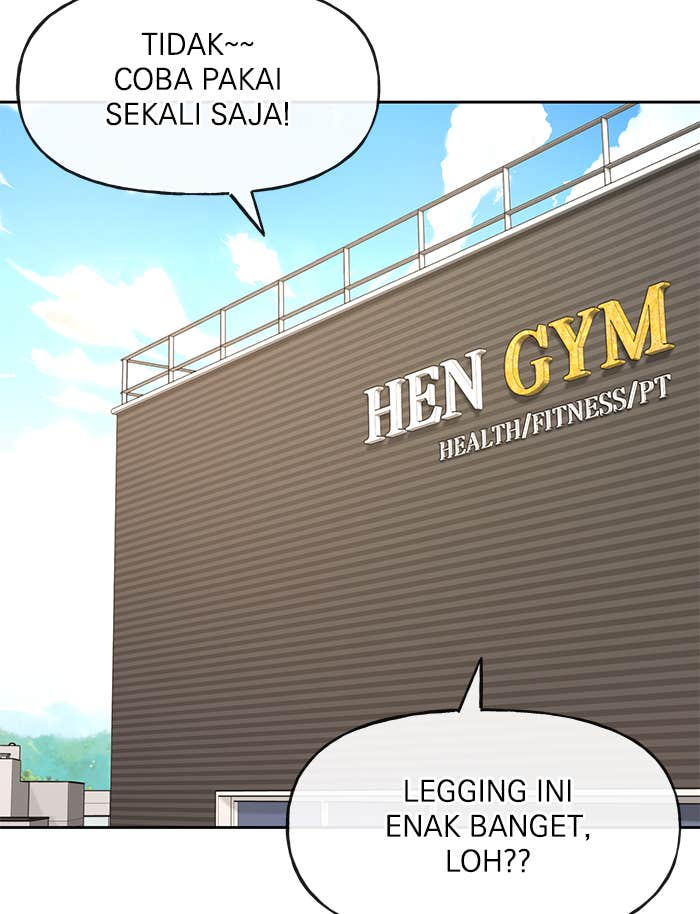 TIDAK~~
COBA PAKAI
SEKALI SAJA!
HEN GYM
HEALTH/FITNESS/PT
LEGGING INI
ENAK BANGET,
LOH??